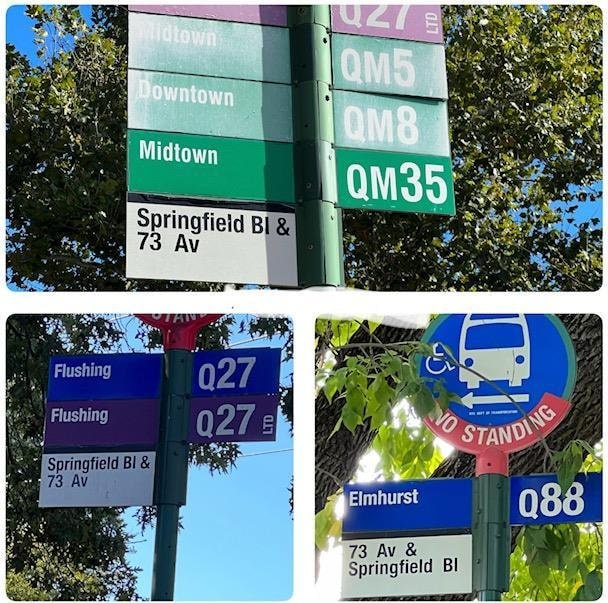 Q27 LTD
Midtown QM5
Downtown QM8
Midtown QM35
Springfield Bl &
73 Av
Flushing Q27
Flushing Q27 LTD
Springfield Bl &
73 Av
NO STANDING
Elmhurst Q88
73 Av &
Springfield Bl